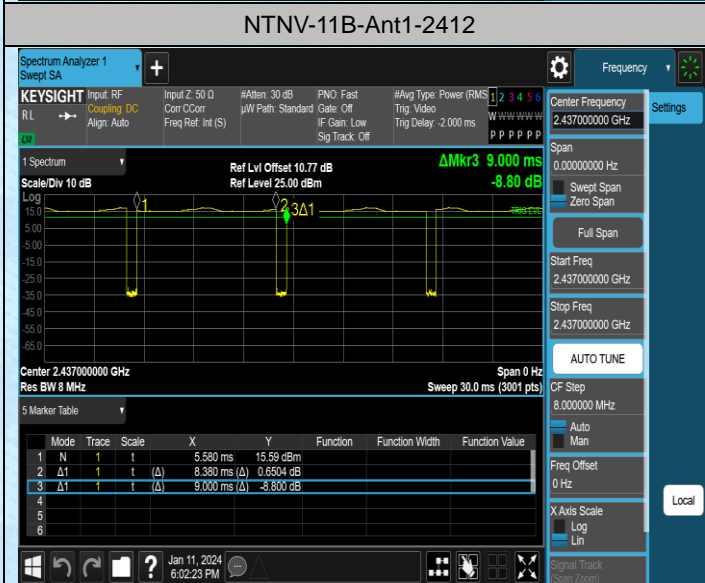 NTNV-11B-Ant1-2412
Spectrum Analyzer 1
Swept SA
+
Frequency
KEYSIGHT
RL
LXI
Input: RF
Coupling: DC
Align: Auto
Input Z: 50 Ω
Corr CCorr
Freq Ref: Int (S)
#Atten: 30 dB
µW Path: Standard
PNO: Fast
Gate: Off
IF Gain: Low
Sig Track: Off
#Avg Type: Power (RMS
Trig: Video
Trig Delay: -2.000 ms
1 2 3 4 5 6
W W W W W W
P P P P P P
Center Frequency
2.437000000 GHz
Settings
Span
0.00000000 Hz
Swept Span
Zero Span
Full Span
Start Freq
2.437000000 GHz
Stop Freq
2.437000000 GHz
AUTO TUNE
CF Step
8.000000 MHz
Auto
Man
Freq Offset
0 Hz
X Axis Scale
Log
Lin
Signal Track
(Span Zoom)
Local
1 Spectrum
Scale/Div 10 dB
Log
Ref Lvl Offset 10.77 dB
Ref Level 25.00 dBm
ΔMkr3 9.000 ms
-8.80 dB
1
2
3Δ1
TRIG LVL
15.0
5.00
-5.00
-15.0
-25.0
-35.0
-45.0
-55.0
-65.0
Center 2.437000000 GHz
Res BW 8 MHz
Span 0 Hz
Sweep 30.0 ms (3001 pts)
5 Marker Table
Mode Trace Scale X Y Function Function Width Function Value
1 N 1 t 5.580 ms 15.59 dBm
2 Δ1 1 t (Δ) 8.380 ms (Δ) 0.6504 dB
3 Δ1 1 t (Δ) 9.000 ms (Δ) -8.800 dB
4
5
6
?
Jan 11, 2024
6:02:23 PM